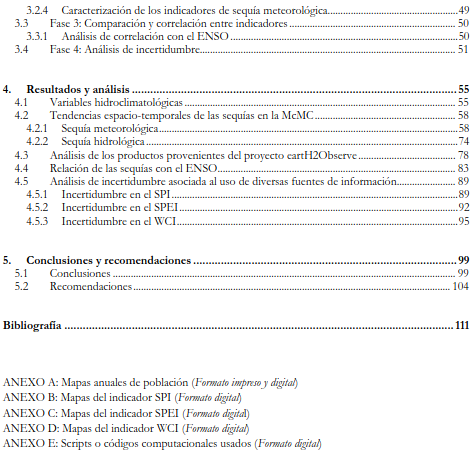 3.2.4 Caracterización de los indicadores de sequía meteorológica 49
3.3 Fase 3: Comparación y correlación entre indicadores 50
3.3.1 Análisis de correlación con el ENSO 50
3.4 Fase 4: Análisis de incertidumbre 51
4. Resultados y análisis 55
4.1 Variables hidroclimatológicas 55
4.2 Tendencias espacio-temporales de las sequías en la McMC 58
4.2.1 Sequía meteorológica 58
4.2.2 Sequía hidrológica 74
4.3 Análisis de los productos provenientes del proyecto eartH2Observe 78
4.4 Relación de las sequías con el ENSO 83
4.5 Análisis de incertidumbre asociada al uso de diversas fuentes de información 89
4.5.1 Incertidumbre en el SPI 89
4.5.2 Incertidumbre en el SPEI 92
4.5.3 Incertidumbre en el WCI 95
5. Conclusiones y recomendaciones 99
5.1 Conclusiones 99
5.2 Recomendaciones 104
Bibliografía 111
ANEXO A: Mapas anuales de población (Formato impreso y digital)
ANEXO B: Mapas del indicador SPI (Formato digital)
ANEXO C: Mapas del indicador SPEI (Formato digital)
ANEXO D: Mapas del indicador WCI (Formato digital)
ANEXO E: Scripts o códigos computacionales usados (Formato digital)